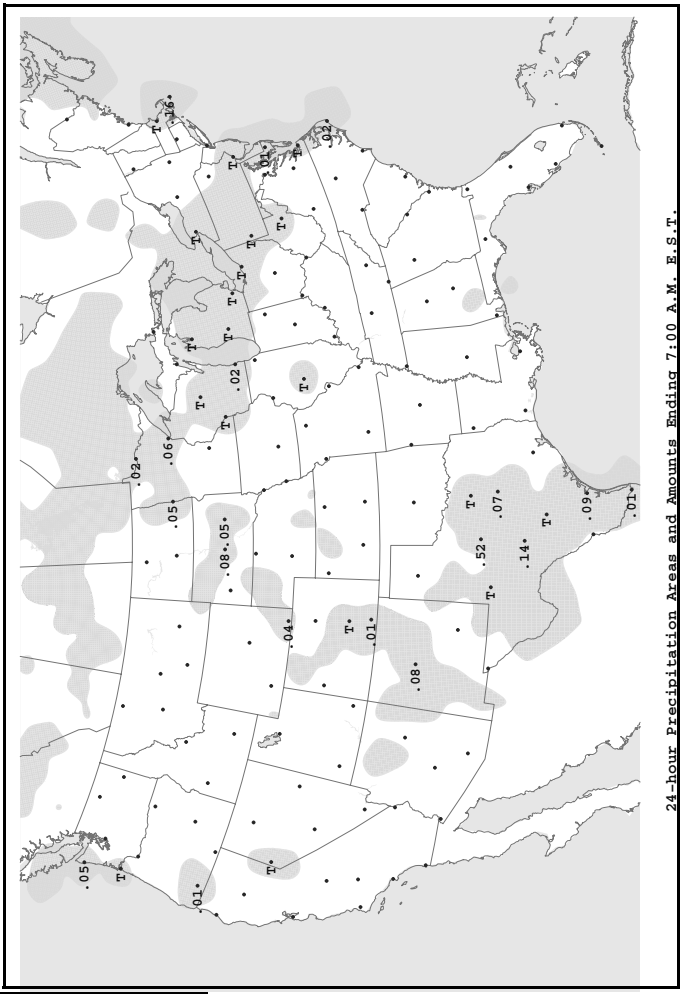 .05
T
.02
T
.06
.16
.05
T
T
.01
T
.08
.05
T
T
T
T
.02
T
T
.01
T
T
.04
T
T
.02
T
.01
.08
T
.52
T
.07
.14
T
.09
.01
24-hour Precipitation Areas and Amounts Ending 7:00 A.M. E.S.T.